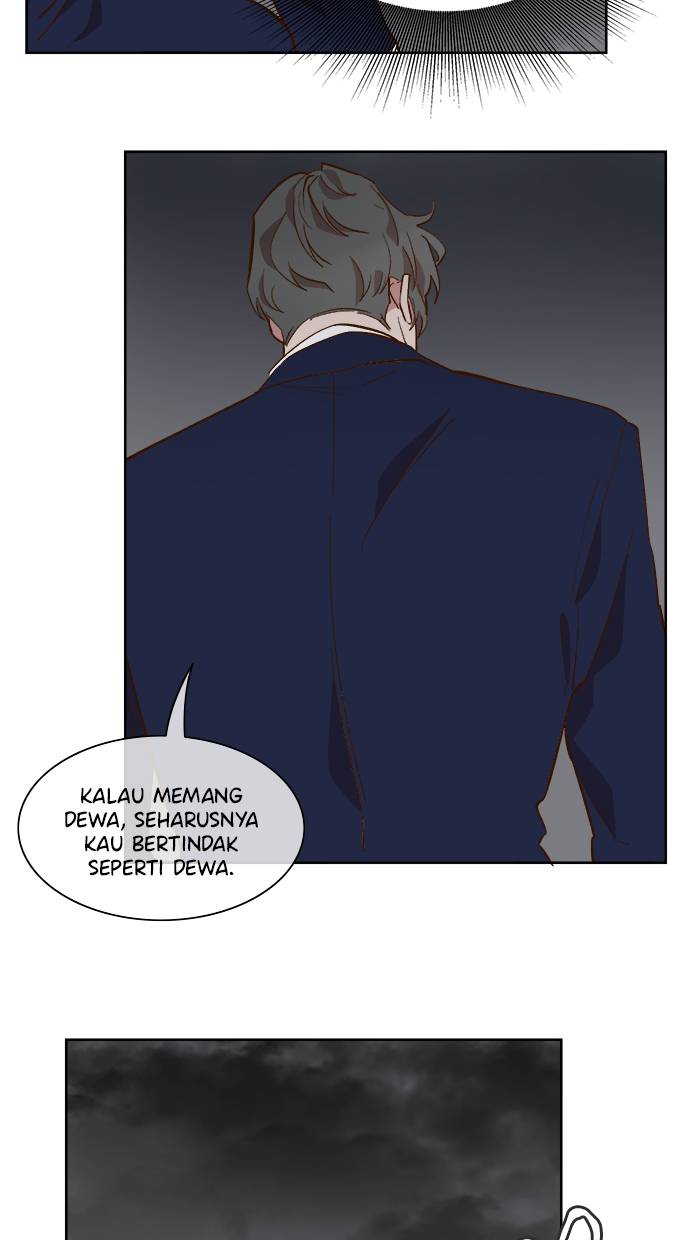 KALAU MEMANG
DEWA, SEHARUSNYA
KAU BERTINDAK
SEPERTI DEWA.